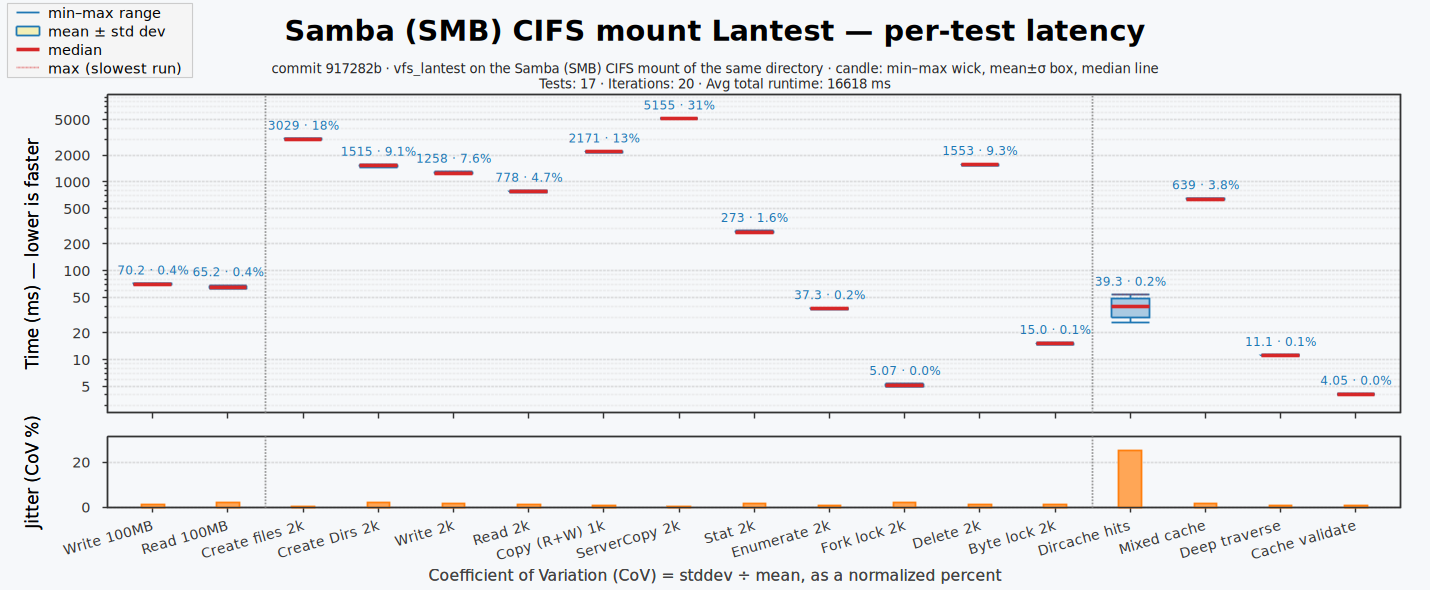 min–max range
mean ± std dev
median
max (slowest run)
Samba (SMB) CIFS mount Lantest — per-test latency
commit 917282b · vfs_lantest on the Samba (SMB) CIFS mount of the same directory · candle: min–max wick, mean±σ box, median line
Tests: 17 · Iterations: 20 · Avg total runtime: 16618 ms
Time (ms) — lower is faster
5000
2000
1000
500
200
100
50
20
10
5
70.2 · 0.4%
65.2 · 0.4%
3029 · 18%
1515 · 9.1%
1258 · 7.6%
778 · 4.7%
2171 · 13%
5155 · 31%
273 · 1.6%
37.3 · 0.2%
5.07 · 0.0%
1553 · 9.3%
15.0 · 0.1%
39.3 · 0.2%
639 · 3.8%
11.1 · 0.1%
4.05 · 0.0%
Jitter (CoV %)
20
0
Write 100MB
Read 100MB
Create files 2k
Create Dirs 2k
Write 2k
Read 2k
Copy (R+W) 1k
ServerCopy 2k
Stat 2k
Enumerate 2k
Fork lock 2k
Delete 2k
Byte lock 2k
Dircache hits
Mixed cache
Deep traverse
Cache validate
Coefficient of Variation (CoV) = stddev ÷ mean, as a normalized percent